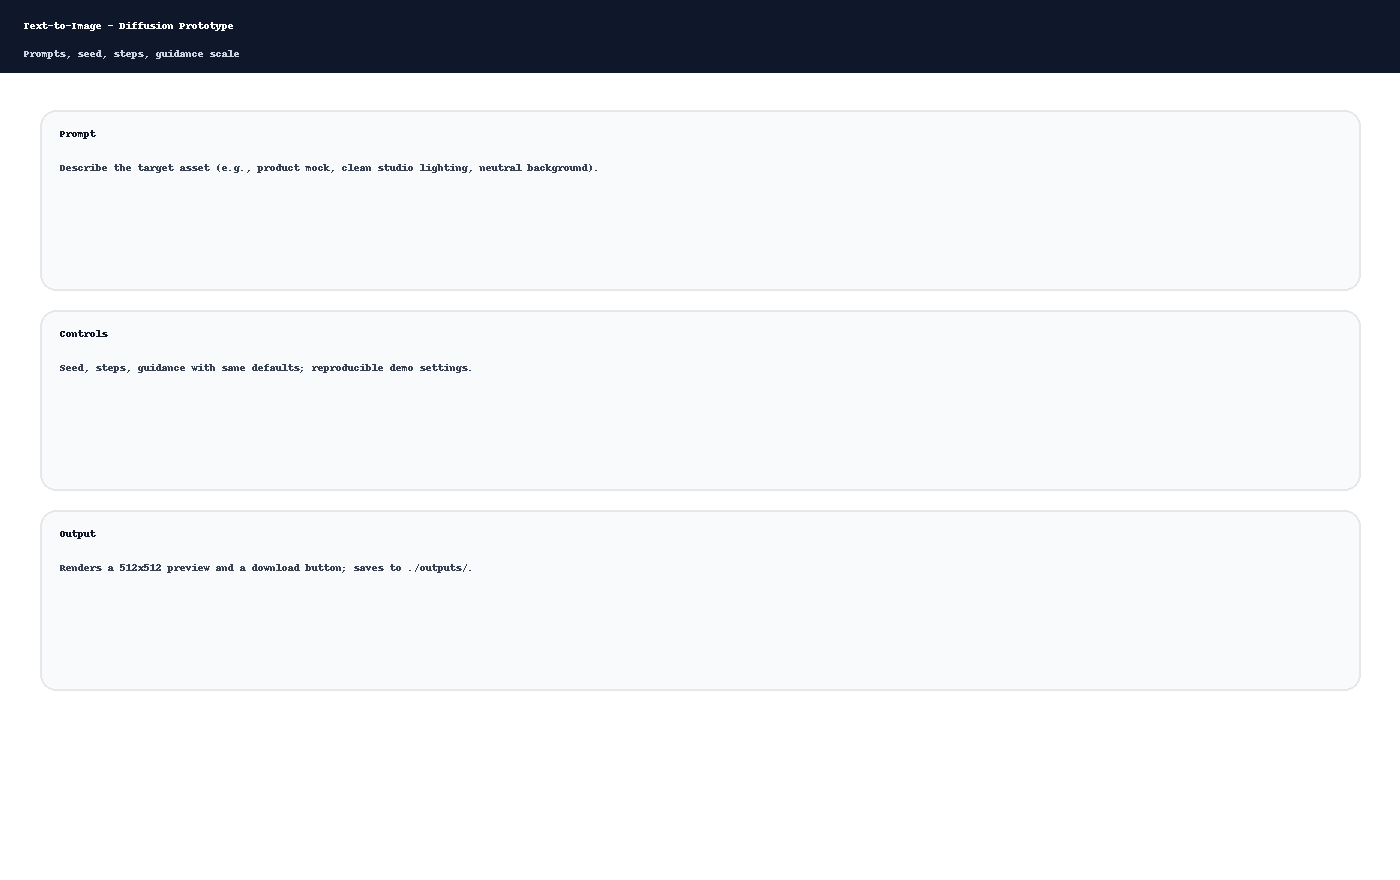 Text-to-Image - Diffusion Prototype
Prompts, seed, steps, guidance scale
Prompt
Describe the target asset (e.g., product mock, clean studio lighting, neutral background).
Controls
Seed, steps, guidance with sane defaults; reproducible demo settings.
Output
Renders a 512x512 preview and a download button; saves to ./outputs/.